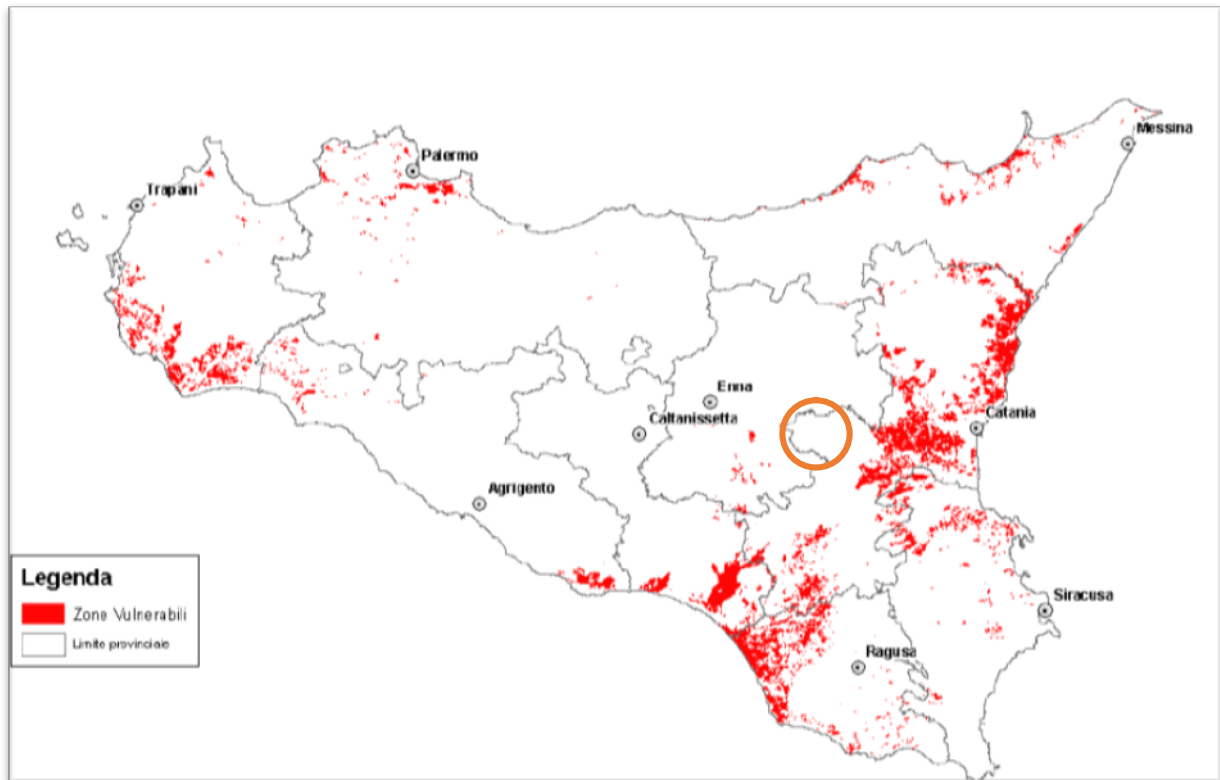 Messina
Palermo
Trapani
Enna
Caltanissetta
Catania
Agrigento
Siracusa
Ragusa
Legenda
Zone Vulnerabili
Limite provinciale